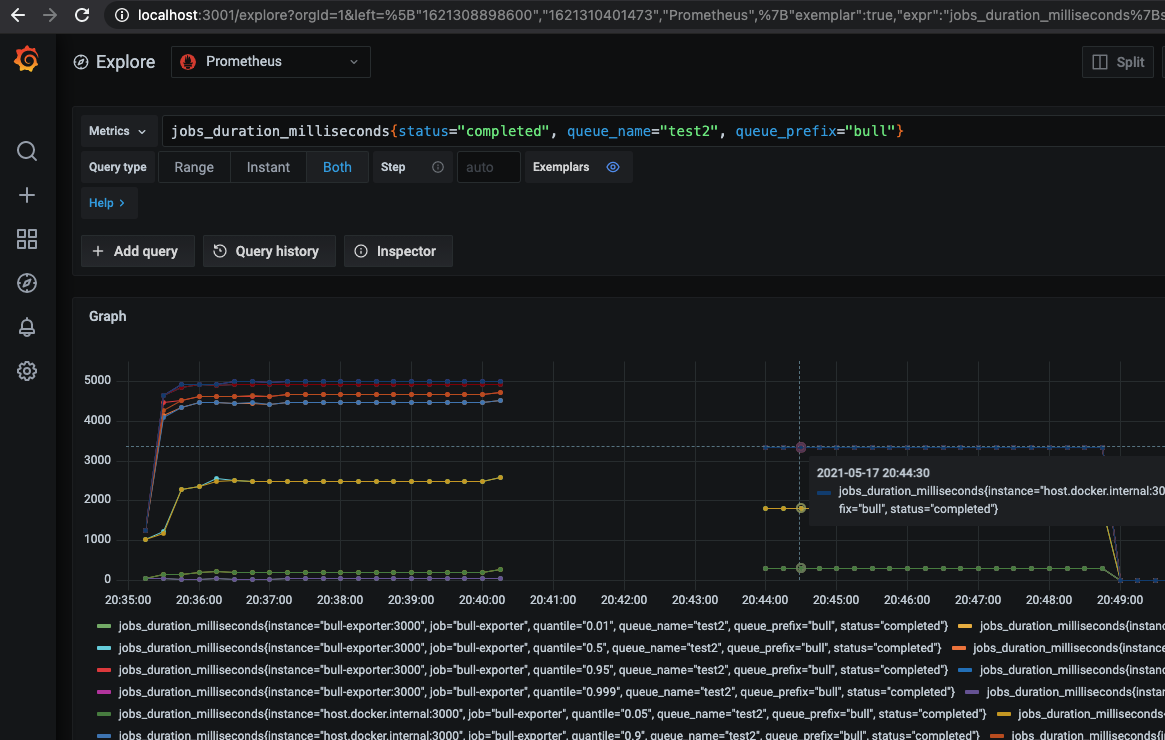 localhost:3001/explore?orgId=1&left=%5B"1621308898600","1621310401473","Prometheus",%7B"exemplar":true,"expr":"jobs_duration_milliseconds%7Bs
Explore Prometheus Split
Metrics jobs_duration_milliseconds{status="completed", queue_name="test2", queue_prefix="bull"}
Query type Range Instant Both Step auto Exemplars
Help >
+ Add query Query history Inspector
Graph
5000
4000
3000
2000
1000
0
2021-05-17 20:44:30
jobs_duration_milliseconds{instance="host.docker.internal:30
fix="bull", status="completed"}
20:35:00 20:36:00 20:37:00 20:38:00 20:39:00 20:40:00 20:41:00 20:42:00 20:43:00 20:44:00 20:45:00 20:46:00 20:47:00 20:48:00 20:49:00
jobs_duration_milliseconds{instance="bull-exporter:3000", job="bull-exporter", quantile="0.01", queue_name="test2", queue_prefix="bull", status="completed"} jobs_duration_milliseconds{instanc
jobs_duration_milliseconds{instance="bull-exporter:3000", job="bull-exporter", quantile="0.5", queue_name="test2", queue_prefix="bull", status="completed"} jobs_duration_milliseconds{instance
jobs_duration_milliseconds{instance="bull-exporter:3000", job="bull-exporter", quantile="0.95", queue_name="test2", queue_prefix="bull", status="completed"} jobs_duration_milliseconds{instanc
jobs_duration_milliseconds{instance="bull-exporter:3000", job="bull-exporter", quantile="0.999", queue_name="test2", queue_prefix="bull", status="completed"} jobs_duration_milliseconds{instan
jobs_duration_milliseconds{instance="host.docker.internal:3000", job="bull-exporter", quantile="0.05", queue_name="test2", queue_prefix="bull", status="completed"} jobs_duration_milliseconds
jobs_duration_milliseconds{instance="host.docker.internal:3000", job="bull-exporter", quantile="0.9", queue_name="test2", queue_prefix="bull", status="completed"} jobs_duration_milliseconds{i